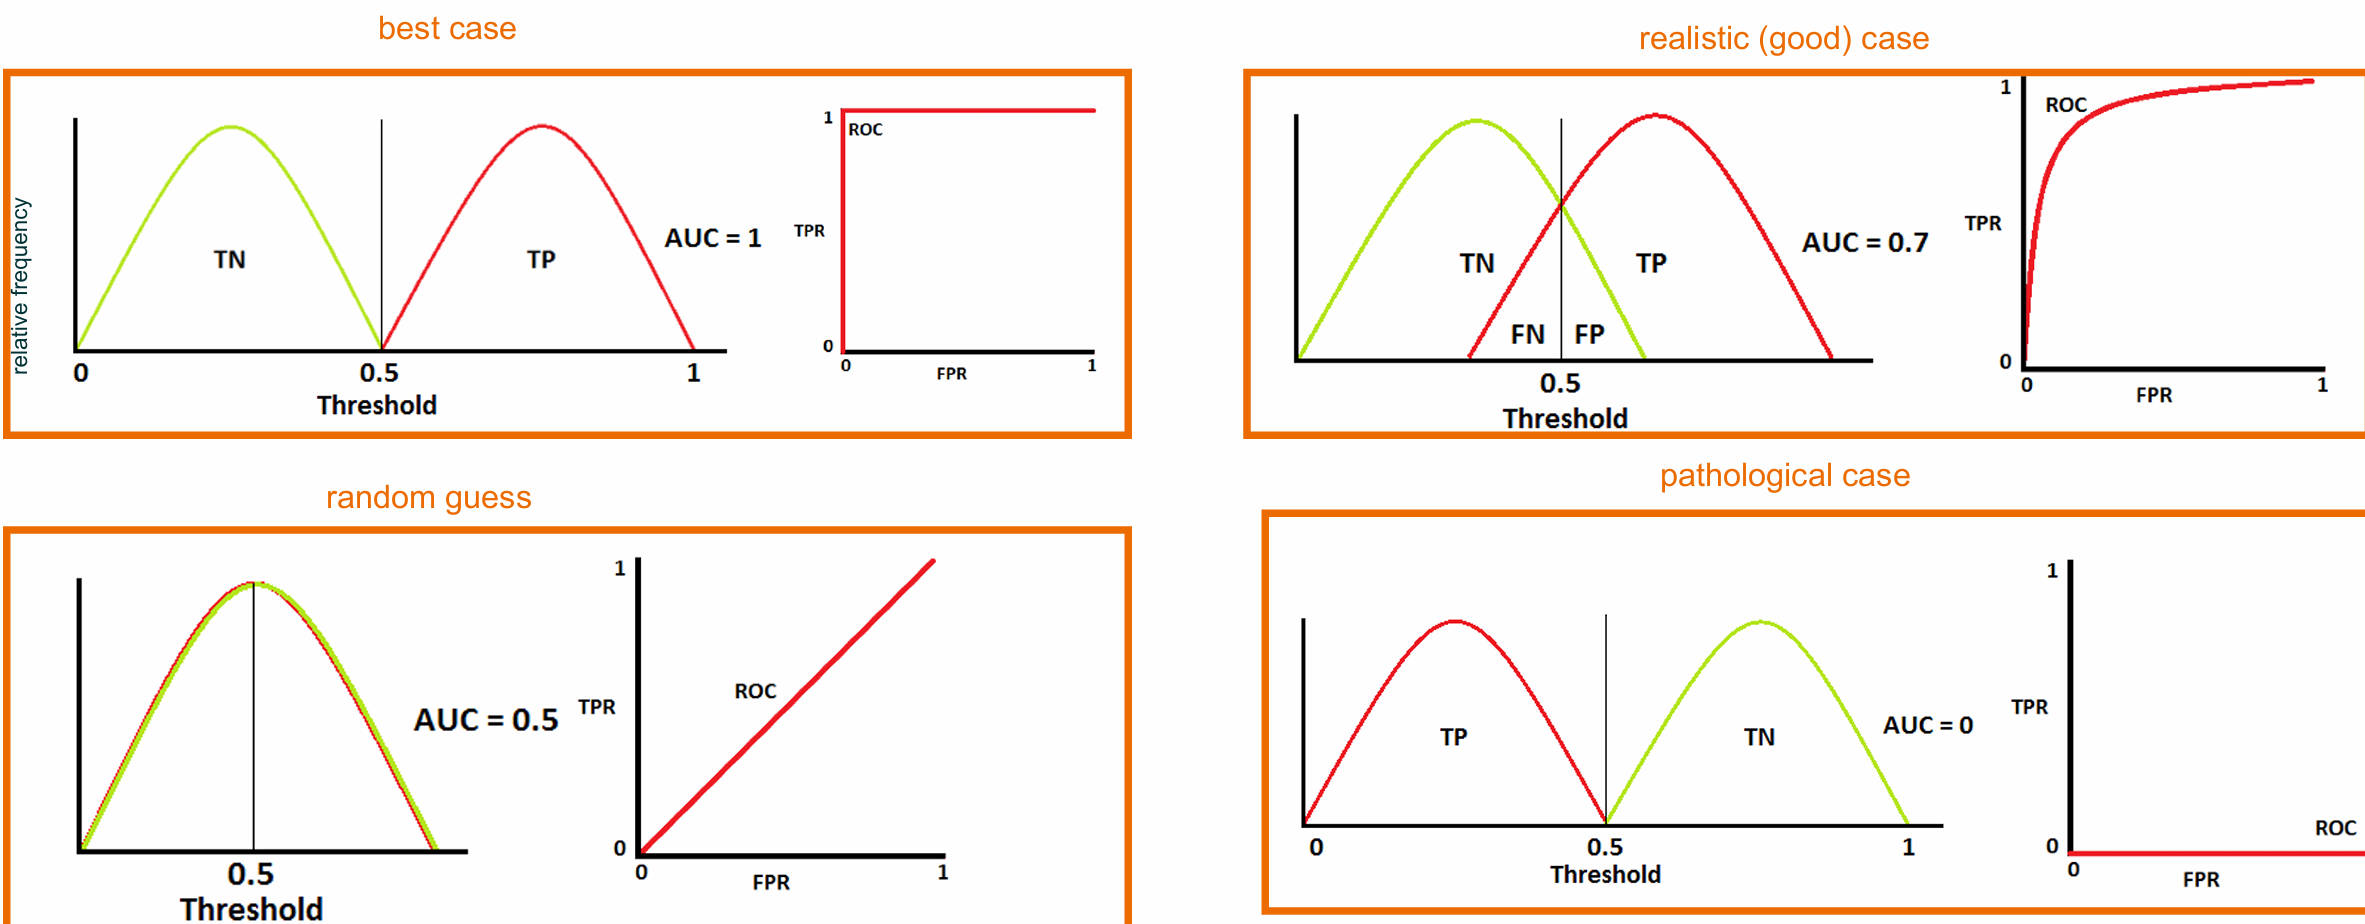 best case
relative frequency
TN
TP
AUC = 1
0
0.5
1
Threshold
1
ROC
TPR
0
0
1
FPR
realistic (good) case
TN
TP
FN
FP
AUC = 0.7
0.5
Threshold
1
ROC
TPR
0
0
1
FPR
random guess
AUC = 0.5
0.5
Threshold
1
ROC
TPR
0
0
1
FPR
pathological case
TP
TN
AUC = 0
0
0.5
1
Threshold
1
TPR
ROC
0
0
FPR